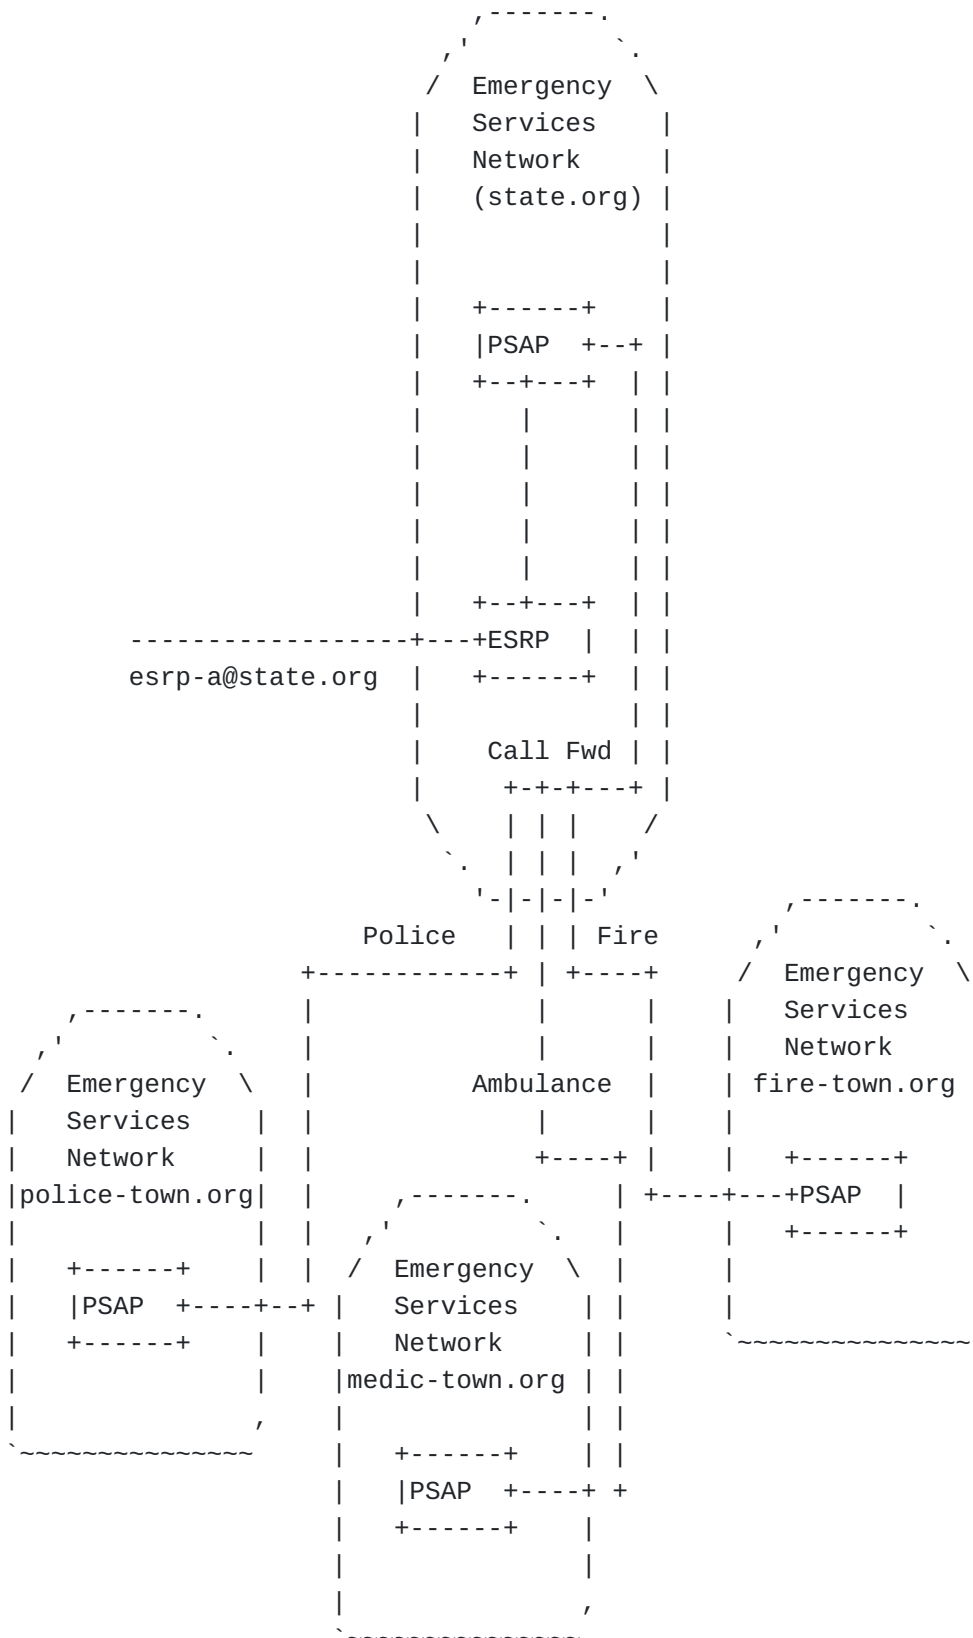 Emergency
Services
Network
(state.org)
PSAP
ESRP
esrp-a@state.org
Call Fwd
Police
Fire
Emergency
Services
Network
fire-town.org
PSAP
Ambulance
Emergency
Services
Network
police-town.org
PSAP
Emergency
Services
Network
medic-town.org
PSAP